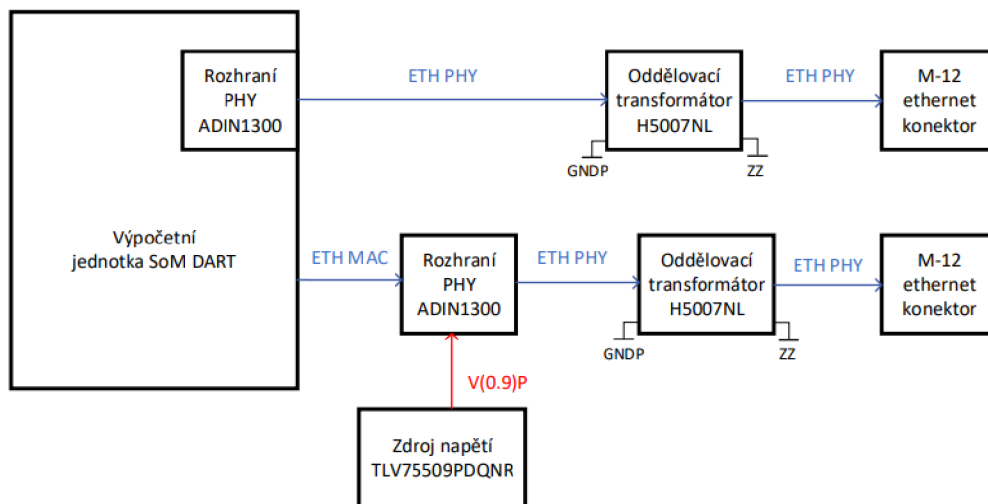 Rozhraní
PHY
ADIN1300
ETH PHY
Oddělovací
transformátor
H5007NL
ETH PHY
M-12
ethernet
konektor
GNDP
ZZ
Výpočetní
jednotka SoM DART
ETH MAC
Rozhraní
PHY
ADIN1300
ETH PHY
Oddělovací
transformátor
H5007NL
ETH PHY
M-12
ethernet
konektor
GNDP
ZZ
V(0.9)P
Zdroj napětí
TLV75509PDQNR